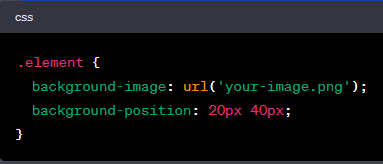 css
.element {
background-image: url('your-image.png');
background-position: 20px 40px;
}